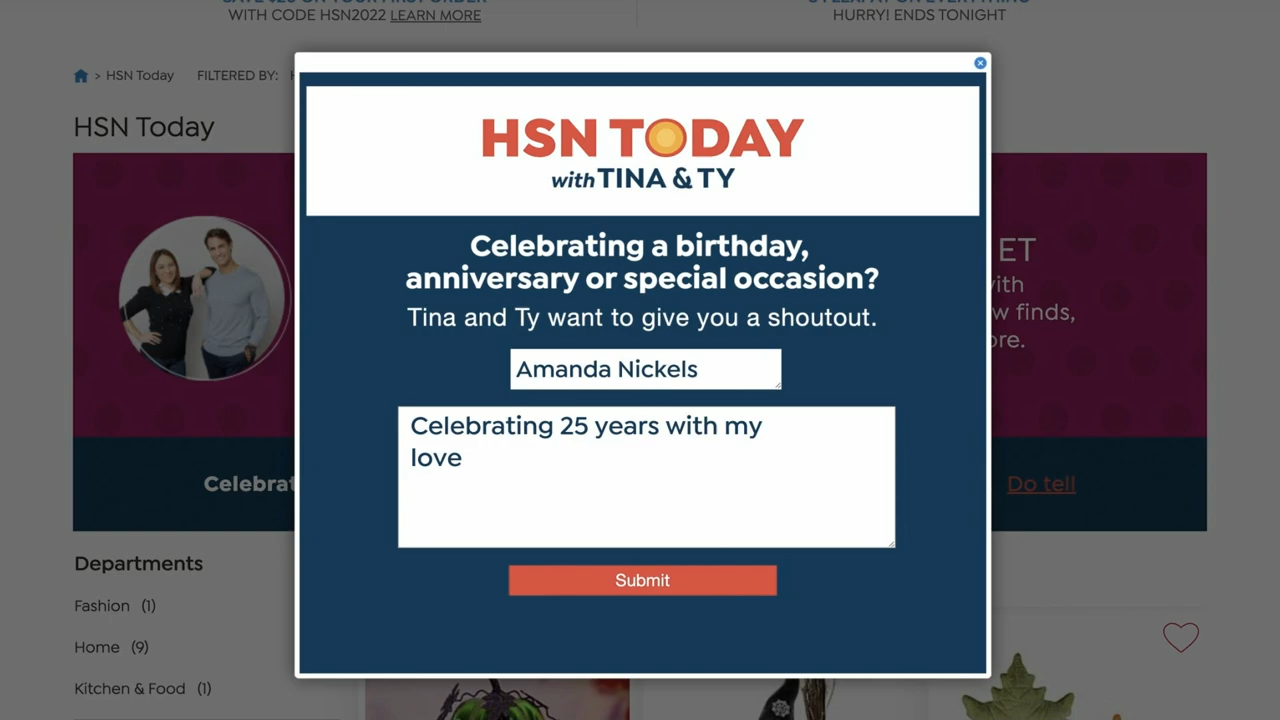 WITH CODE HSN2022 LEARN MORE
HURRY! ENDS TONIGHT
> HSN Today FILTERED BY:
HSN Today
HSN TODAY
with TINA & TY
Celebrating a birthday,
anniversary or special occasion?
Tina and Ty want to give you a shoutout.
Amanda Nickels
Celebrating 25 years with my
love
Submit
ET
finds,
Do tell
Departments
Fashion (1)
Home (9)
Kitchen & Food (1)